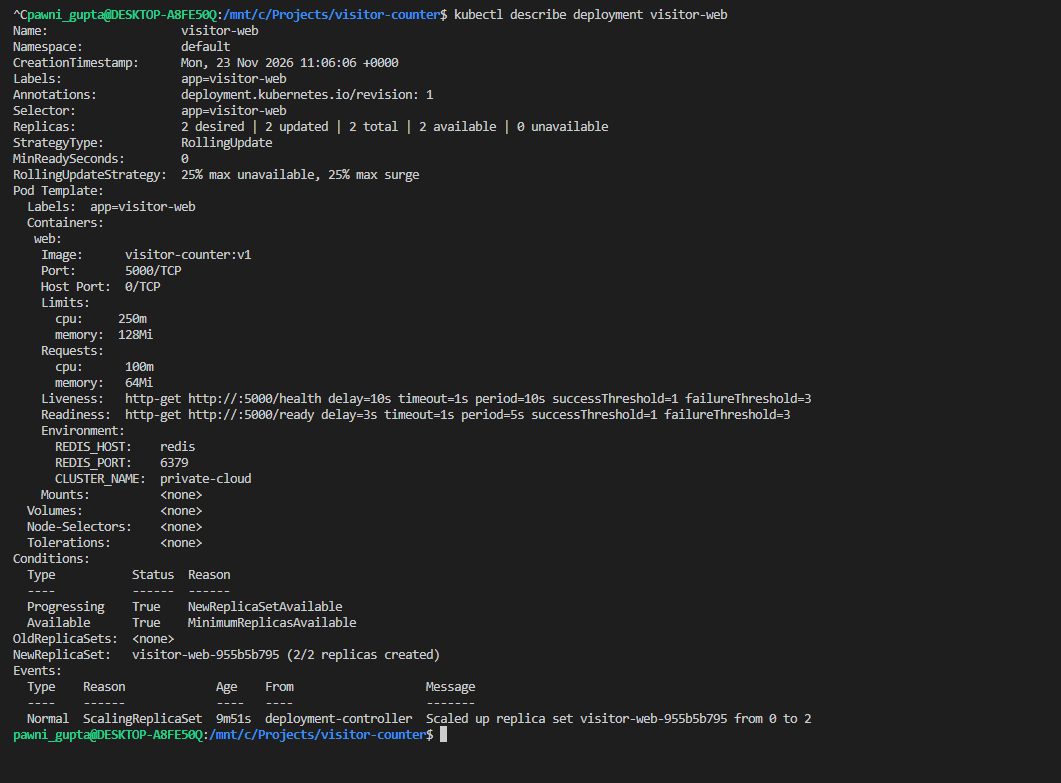 ^Cpawni_gupta@DESKTOP-A8FE50Q:/mnt/c/Projects/visitor-counter$ kubectl describe deployment visitor-web
Name:                   visitor-web
Namespace:              default
CreationTimestamp:      Mon, 23 Nov 2026 11:06:06 +0000
Labels:                 app=visitor-web
Annotations:            deployment.kubernetes.io/revision: 1
Selector:               app=visitor-web
Replicas:               2 desired | 2 updated | 2 total | 2 available | 0 unavailable
StrategyType:           RollingUpdate
MinReadySeconds:        0
RollingUpdateStrategy:  25% max unavailable, 25% max surge
Pod Template:
  Labels:  app=visitor-web
  Containers:
   web:
    Image:      visitor-counter:v1
    Port:       5000/TCP
    Host Port:  0/TCP
    Limits:
      cpu:     250m
      memory:  128Mi
    Requests:
      cpu:      100m
      memory:   64Mi
    Liveness:   http-get http://:5000/health delay=10s timeout=1s period=10s successThreshold=1 failureThreshold=3
    Readiness:  http-get http://:5000/ready delay=3s timeout=1s period=5s successThreshold=1 failureThreshold=3
    Environment:
      REDIS_HOST:    redis
      REDIS_PORT:    6379
      CLUSTER_NAME:  private-cloud
    Mounts:          <none>
  Volumes:           <none>
  Node-Selectors:    <none>
  Tolerations:       <none>
Conditions:
  Type           Status  Reason
  ----           ------  ------
  Progressing    True    NewReplicaSetAvailable
  Available      True    MinimumReplicasAvailable
OldReplicaSets:  <none>
NewReplicaSet:   visitor-web-955b5b795 (2/2 replicas created)
Events:
  Type    Reason             Age    From                   Message
  ----    ------             ----   ----                   -------
  Normal  ScalingReplicaSet  9m51s  deployment-controller  Scaled up replica set visitor-web-955b5b795 from 0 to 2
pawni_gupta@DESKTOP-A8FE50Q:/mnt/c/Projects/visitor-counter$